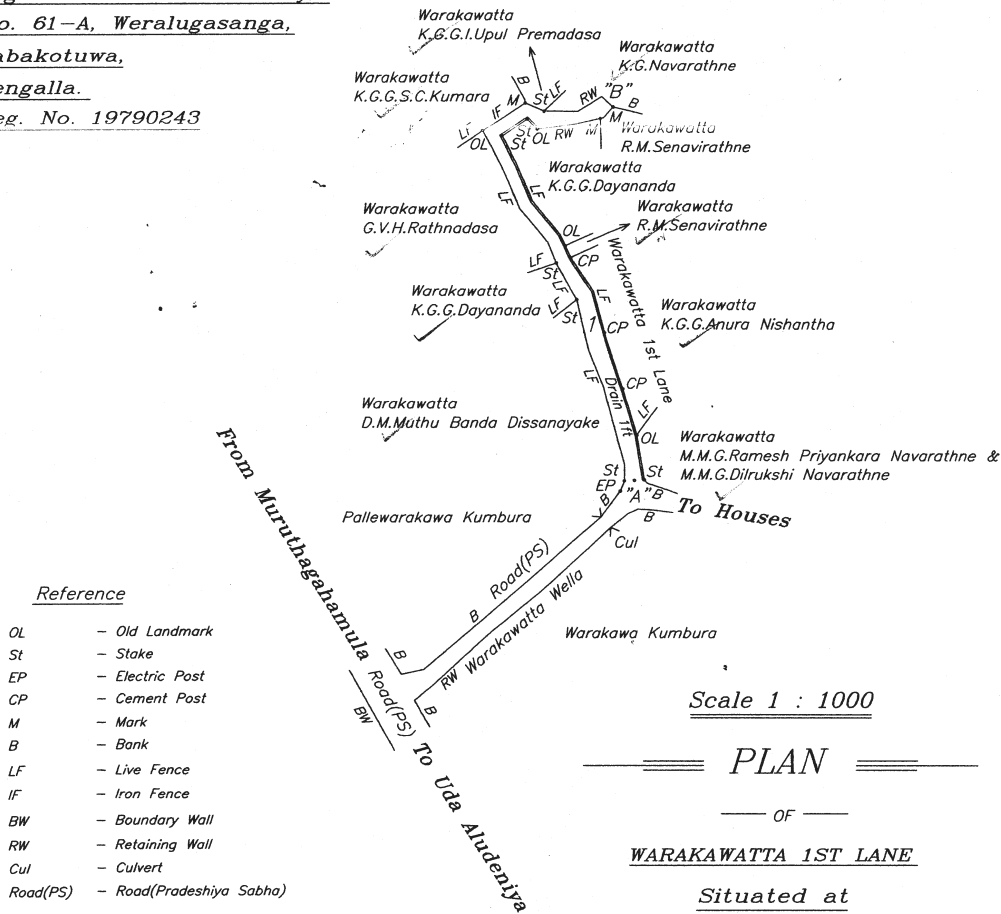 o. 61-A, Weralugasanga,
abakotuwa,
engalla.
eg. No. 19790243
Warakawatta
K.G.G.I.Upul Premadasa
Warakawatta
K.G.Navarathne
Warakawatta
K.G.G.S.C.Kumara
B
M
St
LF
RW
"B"
B
M
IF
LF
OL
St
St
OL
RW
M
Warakawatta
R.M.Senavirathne
Warakawatta
K.G.G.Dayananda
LF
LF
Warakawatta
G.V.H.Rathnadasa
Warakawatta
R.M.Senavirathne
OL
CP
LF
St
LF
LF
St
LF
Warakawatta 1st Lane
Warakawatta
K.G.G.Dayananda
1
CP
Warakawatta
K.G.G.Anura Nishantha
LF
Drain 1ft
CP
LF
OL
Warakawatta
D.M.Muthu Banda Dissanayake
Warakawatta
M.M.G.Ramesh Priyankara Navarathne &
M.M.G.Dilrukshi Navarathne
St
EP
St
"A"
B
B
B
To Houses
Cul
Pallewarakawa Kumbura
Road(PS)
B
B
RW Warakawatta Wella
B
Warakawa Kumbura
From Muruthagahamula
Road(PS)
BW
To Uda Aludeniya
Reference
OL – Old Landmark
St – Stake
EP – Electric Post
CP – Cement Post
M – Mark
B – Bank
LF – Live Fence
IF – Iron Fence
BW – Boundary Wall
RW – Retaining Wall
Cul – Culvert
Road(PS) – Road(Pradeshiya Sabha)
Scale 1 : 1000
PLAN
OF
WARAKAWATTA 1ST LANE
Situated at